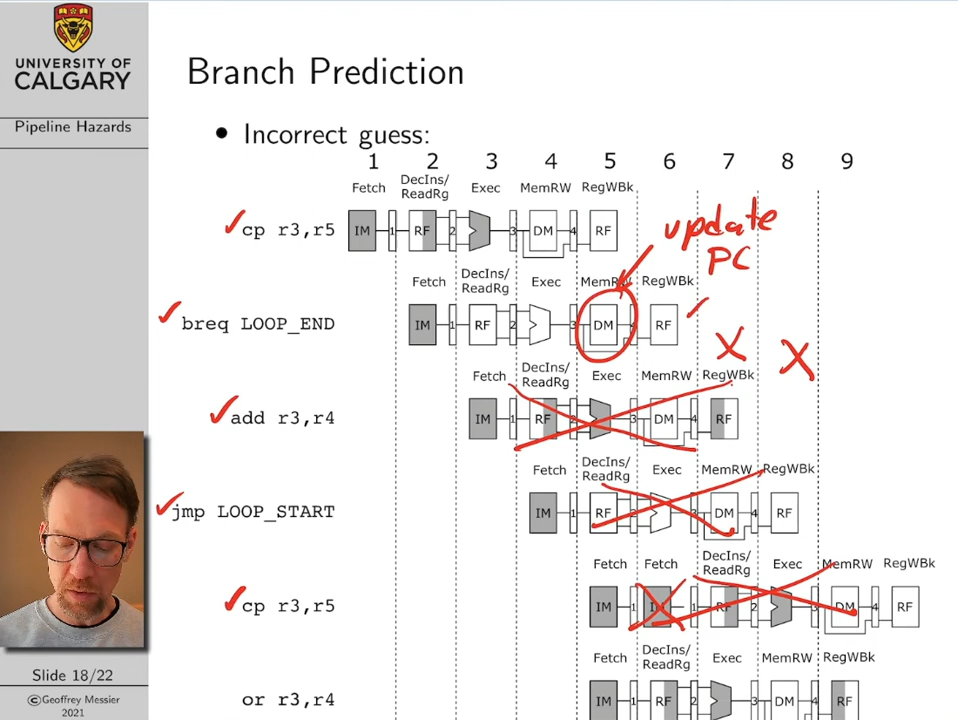 UNIVERSITY OF
CALGARY
Pipeline Hazards
Branch Prediction
• Incorrect guess:
1 2 3 4 5 6 7 8 9
Fetch DecIns/ReadRg Exec MemRW RegWBk
cp r3,r5 IM 1 RF 2 3 DM 4 RF
update
PC
Fetch DecIns/ReadRg Exec MemRW RegWBk
breq LOOP_END IM 1 RF 2 3 DM 4 RF
X X
Fetch DecIns/ReadRg Exec MemRW RegWBk
add r3,r4 IM 1 RF 2 3 DM 4 RF
Fetch DecIns/ReadRg Exec MemRW RegWBk
jmp LOOP_START IM 1 RF 2 3 DM 4 RF
Fetch Fetch DecIns/ReadRg Exec MemRW RegWBk
cp r3,r5 IM 1 IM 1 RF 2 3 DM 4 RF
Fetch DecIns/ReadRg Exec MemRW RegWBk
or r3,r4 IM 1 RF 2 3 DM 4 RF
Slide 18/22
©Geoffrey Messier
2021